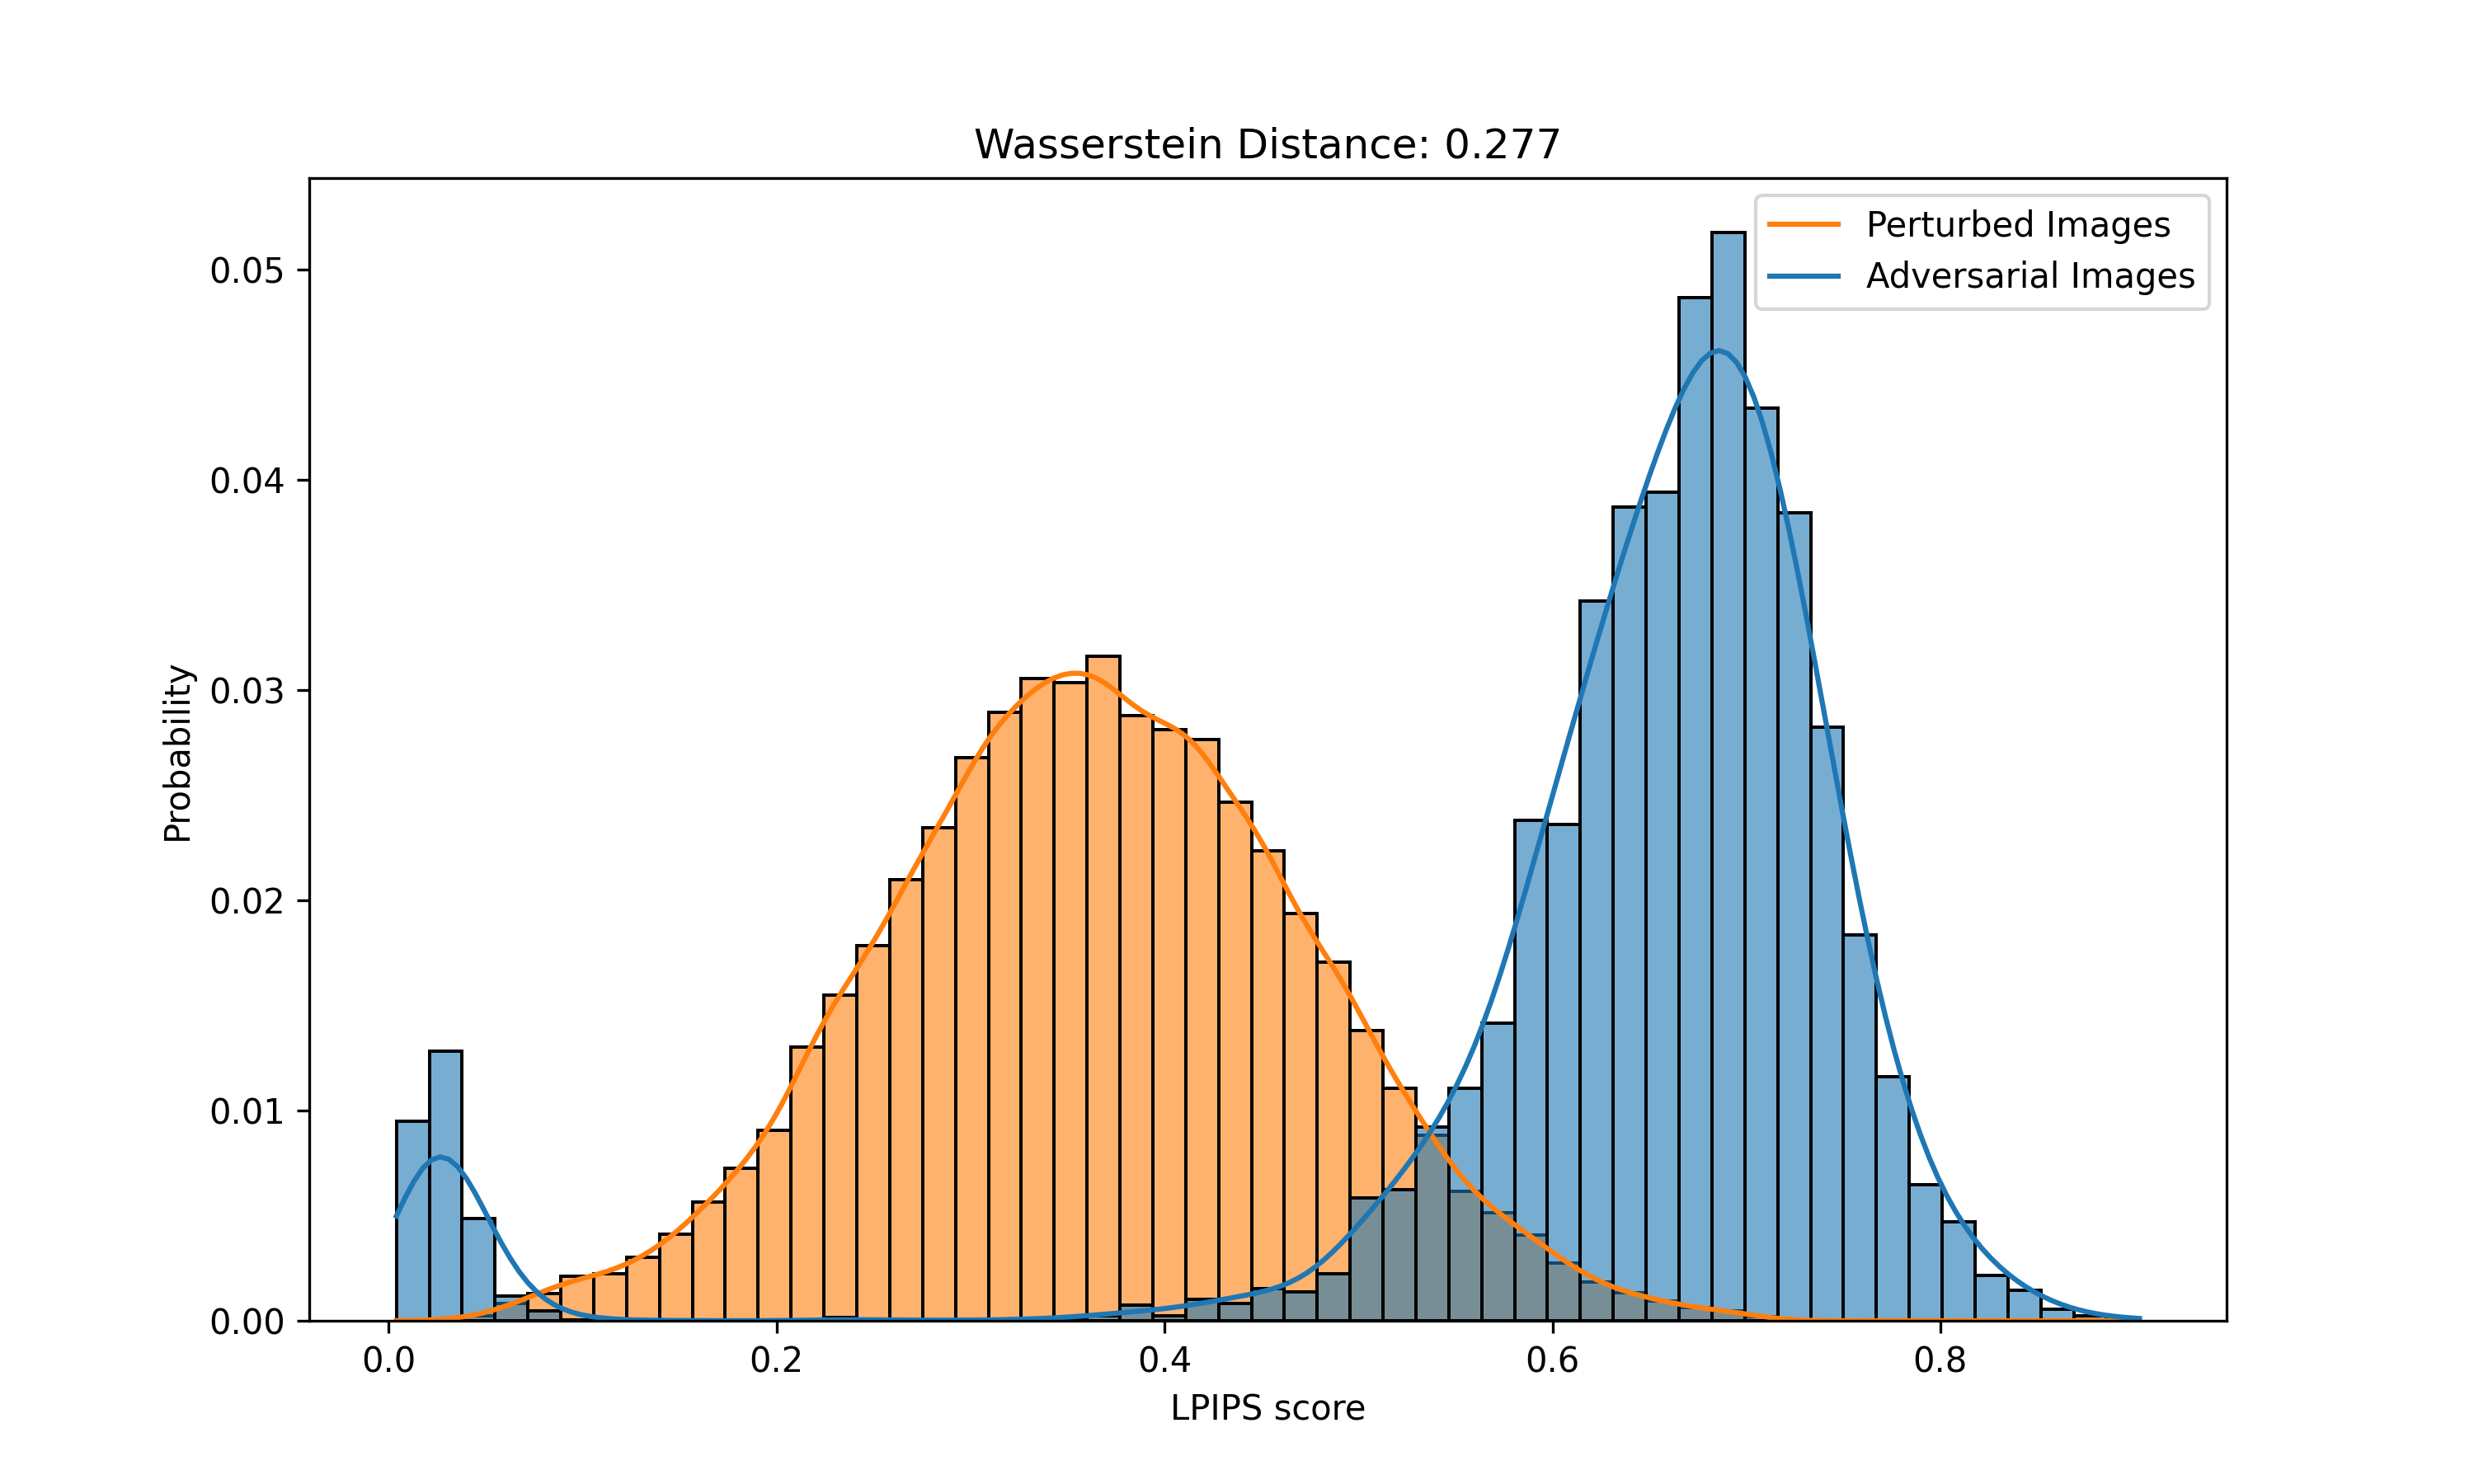 Wasserstein Distance: 0.277
Perturbed Images
Adversarial Images
Probability
0.05
0.04
0.03
0.02
0.01
0.00
0.0 0.2 0.4 0.6 0.8
LPIPS score